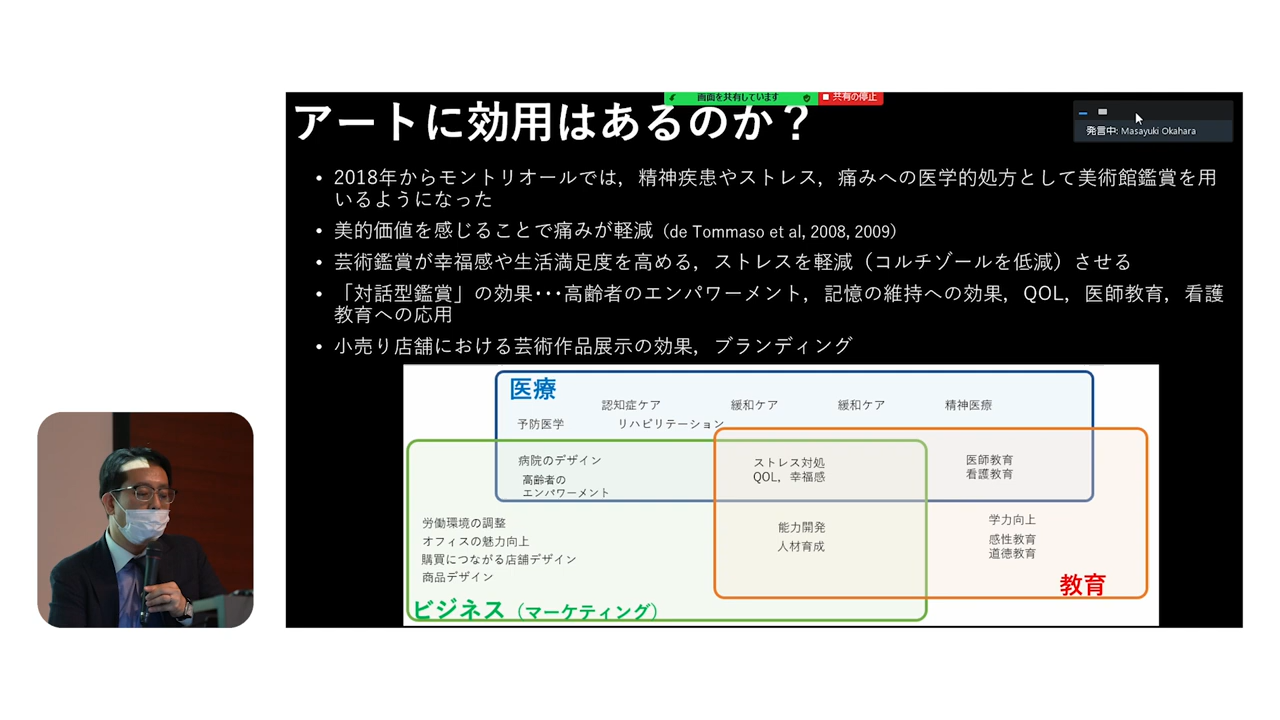 画面を共有しています
共有の停止
発言中: Masayuki Okahara
アートに効用はあるのか？
• 2018年からモントリオールでは，精神疾患やストレス，痛みへの医学的処方として美術館鑑賞を用
いるようになった
• 美的価値を感じることで痛みが軽減（de Tommaso et al, 2008, 2009）
• 芸術鑑賞が幸福感や生活満足度を高める，ストレスを軽減（コルチゾールを低減）させる
• 「対話型鑑賞」の効果･･･高齢者のエンパワーメント，記憶の維持への効果，QOL，医師教育，看護
教育への応用
• 小売り店舗における芸術作品展示の効果，ブランディング
医療
認知症ケア 緩和ケア 緩和ケア 精神医療
予防医学 リハビリテーション
病院のデザイン
高齢者の
エンパワーメント
ストレス対処
QOL，幸福感
医師教育
看護教育
労働環境の調整
オフィスの魅力向上
購買につながる店舗デザイン
商品デザイン
能力開発
人材育成
学力向上
感性教育
道徳教育
教育
ビジネス（マーケティング）